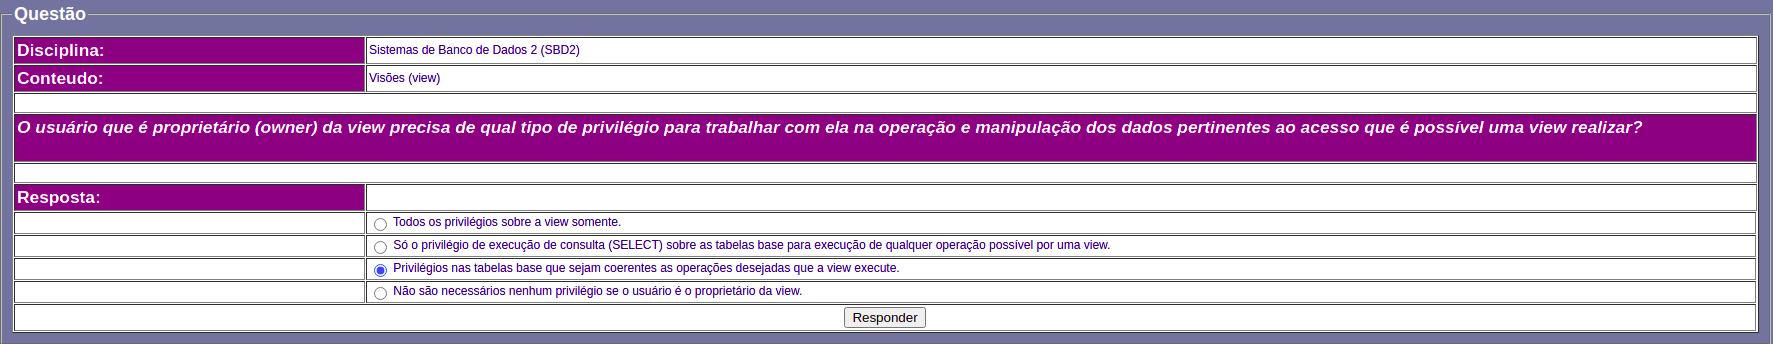 Questão
Disciplina: Sistemas de Banco de Dados 2 (SBD2)
Conteudo: Visões (view)
O usuário que é proprietário (owner) da view precisa de qual tipo de privilégio para trabalhar com ela na operação e manipulação dos dados pertinentes ao acesso que é possível uma view realizar?
Resposta:
Todos os privilégios sobre a view somente.
Só o privilégio de execução de consulta (SELECT) sobre as tabelas base para execução de qualquer operação possível por uma view.
Privilégios nas tabelas base que sejam coerentes as operações desejadas que a view execute.
Não são necessários nenhum privilégio se o usuário é o proprietário da view.
Responder